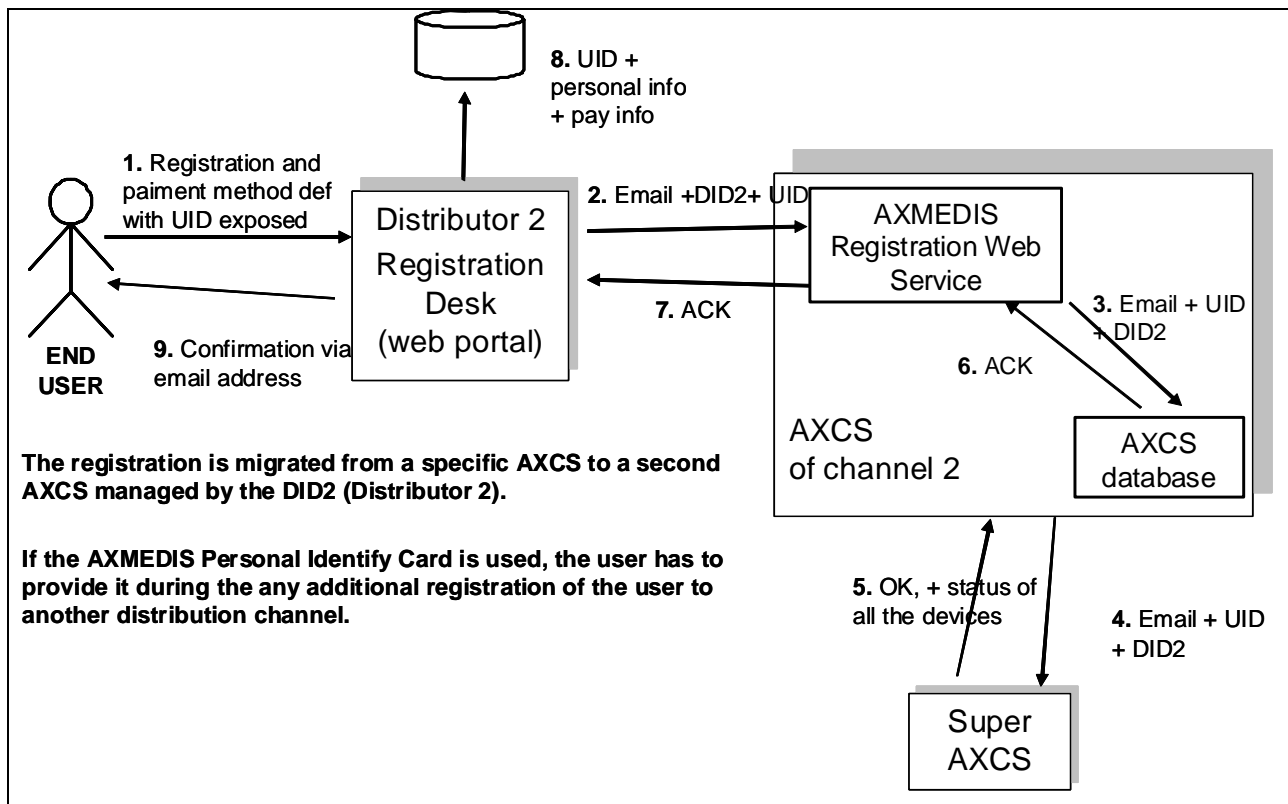 8. UID +
personal info
+ pay info
1. Registration and
paiment method def
with UID exposed
END
USER
Distributor 2
Registration
Desk
(web portal)
2. Email +DID2+ UID
7. ACK
9. Confirmation via
email address
AXMEDIS
Registration Web
Service
3. Email + UID
+ DID2
6. ACK
AXCS
of channel 2
AXCS
database
The registration is migrated from a specific AXCS to a second
AXCS managed by the DID2 (Distributor 2).
If the AXMEDIS Personal Identify Card is used, the user has to
provide it during the any additional registration of the user to
another distribution channel.
5. OK, + status of
all the devices
4. Email + UID
+ DID2
Super
AXCS